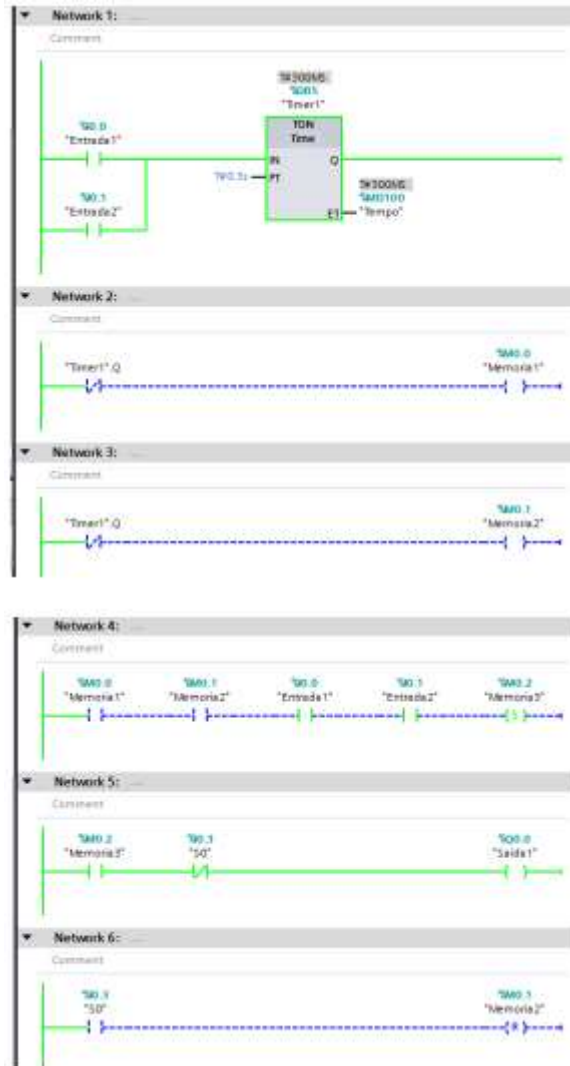 Network 1:
Comment
T#300MS
"Timer1"
%I0.0
"Entrada1"
TON
Time
IN
Q
PT
%I0.1
"Entrada2"
T#300MS
%MD100
ET
"Tempo"
Network 2:
Comment
"Timer1".Q
%M0.0
"Memoria1"
Network 3:
Comment
"Timer1".Q
%M0.1
"Memoria2"
Network 4:
Comment
%M0.0
%M0.1
%I0.0
%I0.1
%M0.2
"Memoria1"
"Memoria2"
"Entrada1"
"Entrada2"
"Memoria3"
S
Network 5:
Comment
%M0.2
%I0.3
%Q0.0
"Memoria3"
"S0"
"Saida1"
Network 6:
Comment
%I0.3
"S0"
"Memoria2"
R